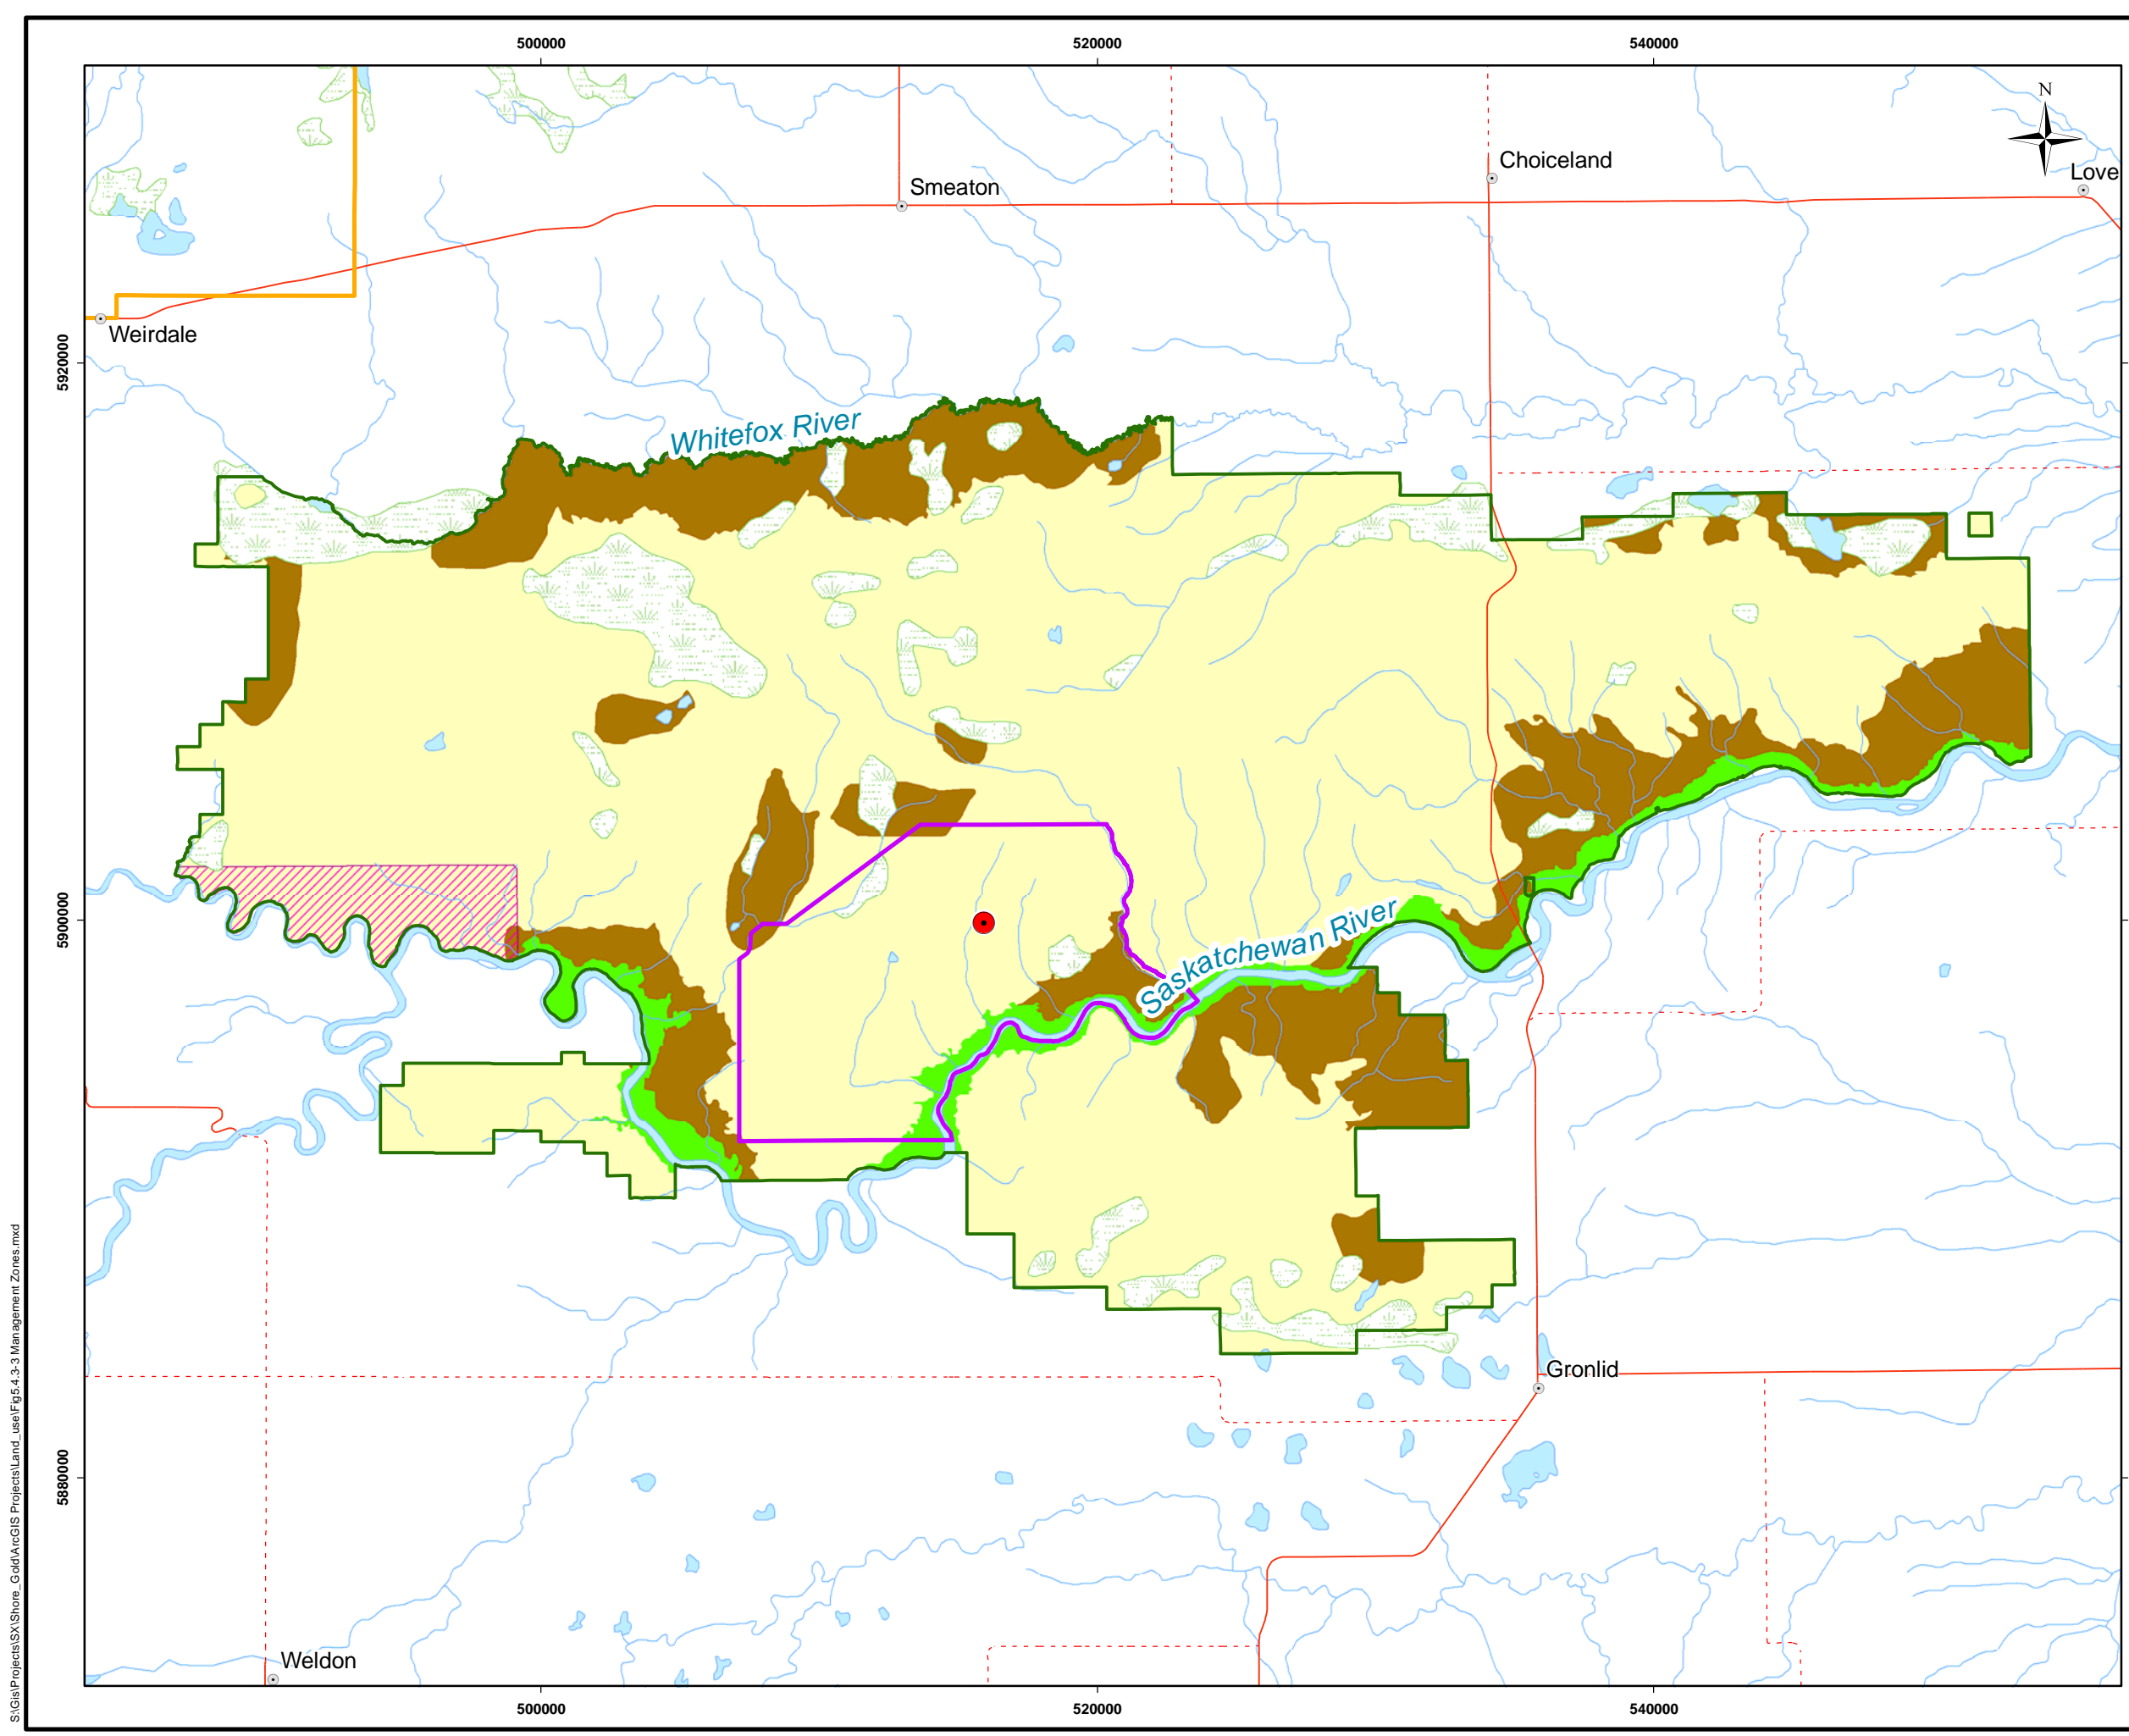 500000
520000
540000
N
Choiceland
Love
Smeaton
Weirdale
5920000
Whitefox River
5900000
Saskatchewan River
Gronlid
5880000
Weldon
500000
520000
540000
S:\Gis\Projects\SX\Shore_Gold\ArcGIS Projects\Land_use\Fig5.4.3-3 Management Zones.mxd